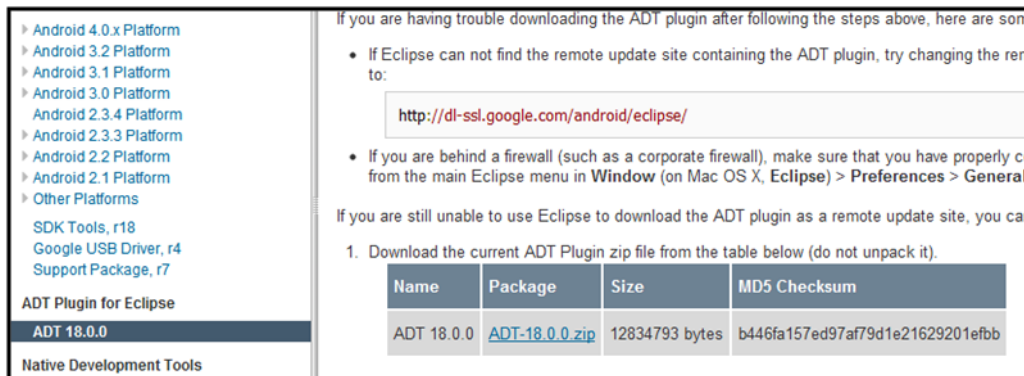 Android 4.0.x Platform
Android 3.2 Platform
Android 3.1 Platform
Android 3.0 Platform
Android 2.3.4 Platform
Android 2.3.3 Platform
Android 2.2 Platform
Android 2.1 Platform
Other Platforms
SDK Tools, r18
Google USB Driver, r4
Support Package, r7
ADT Plugin for Eclipse
ADT 18.0.0
Native Development Tools
If you are having trouble downloading the ADT plugin after following the steps above, here are som
• If Eclipse can not find the remote update site containing the ADT plugin, try changing the rem
to:
http://dl-ssl.google.com/android/eclipse/
• If you are behind a firewall (such as a corporate firewall), make sure that you have properly c
from the main Eclipse menu in Window (on Mac OS X, Eclipse) > Preferences > General
If you are still unable to use Eclipse to download the ADT plugin as a remote update site, you ca
1. Download the current ADT Plugin zip file from the table below (do not unpack it).
Name Package Size MD5 Checksum
ADT 18.0.0 ADT-18.0.0.zip 12834793 bytes b446fa157ed97af79d1e21629201efbb